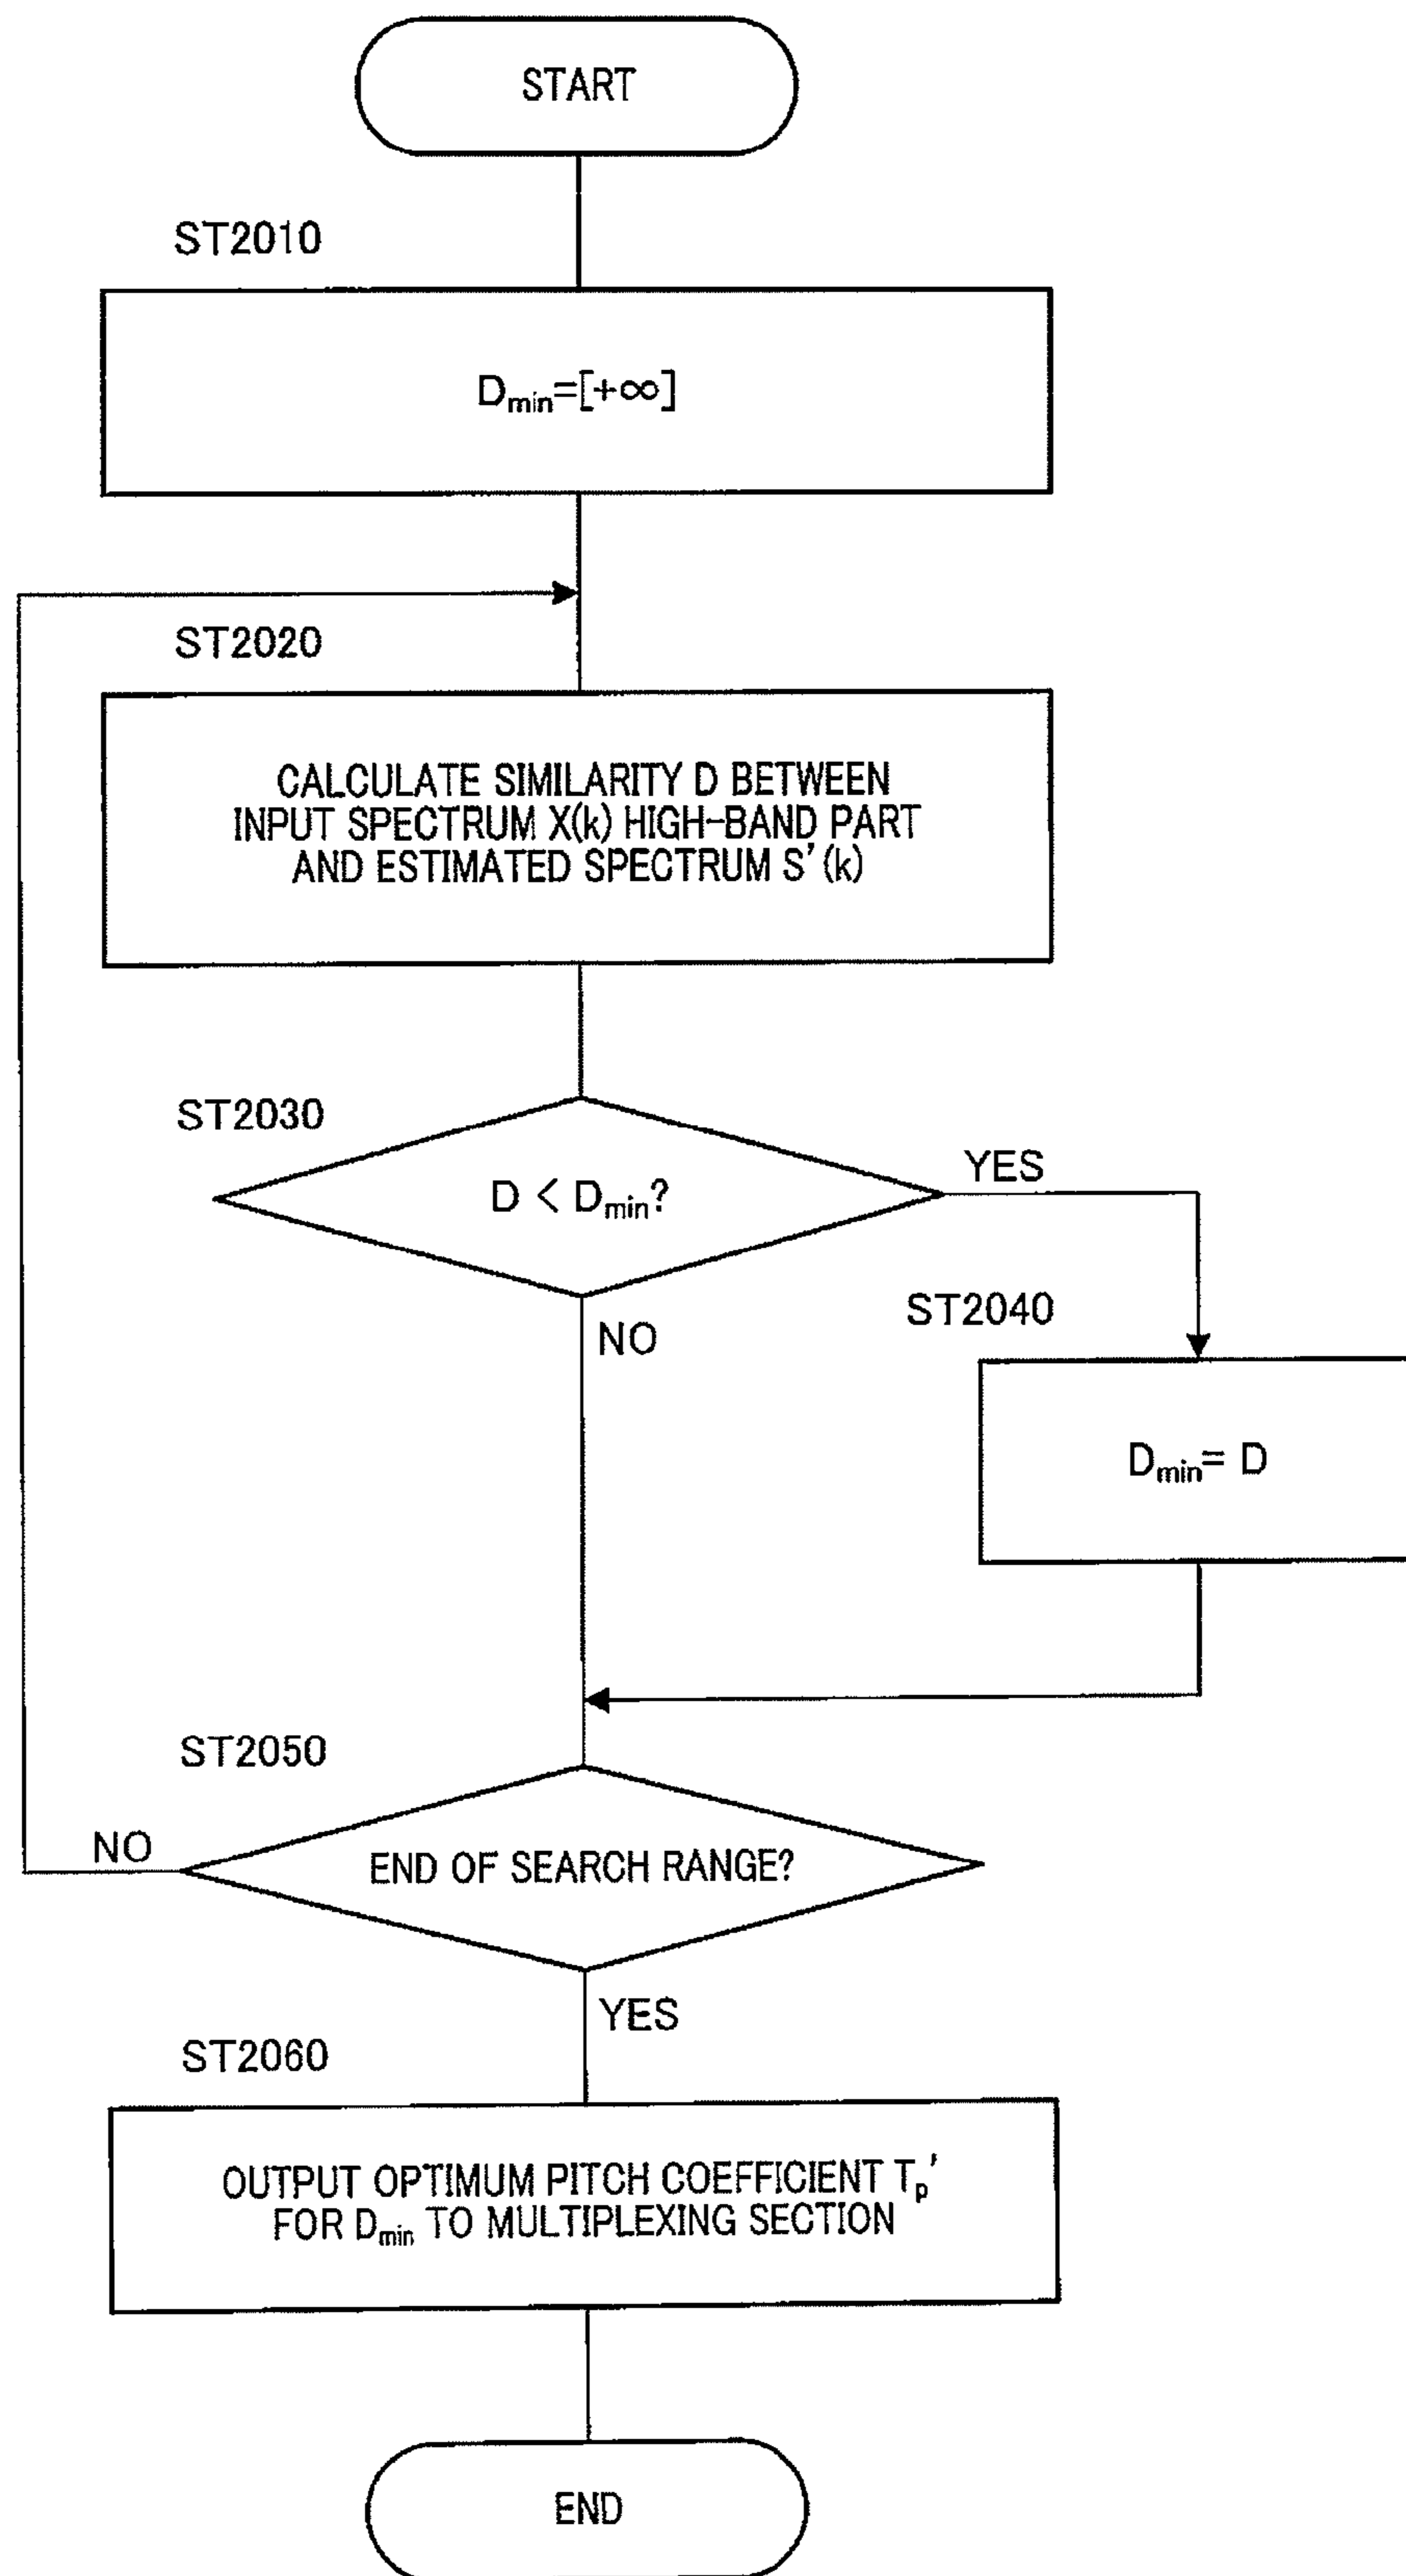 START
ST2010
Dmin=[+∞]
ST2020
CALCULATE SIMILARITY D BETWEEN
INPUT SPECTRUM X(k) HIGH-BAND PART
AND ESTIMATED SPECTRUM S'(k)
ST2030
D < Dmin?
YES
NO
ST2040
Dmin= D
ST2050
END OF SEARCH RANGE?
NO
YES
ST2060
OUTPUT OPTIMUM PITCH COEFFICIENT Tp'
FOR Dmin TO MULTIPLEXING SECTION
END